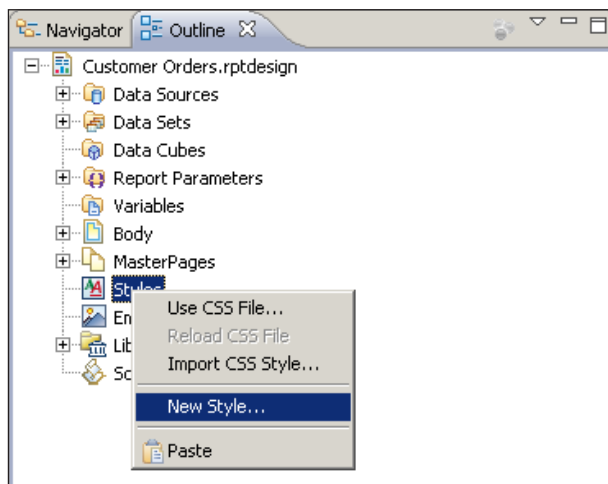 Navigator Outline
Customer Orders.rptdesign
Data Sources
Data Sets
Data Cubes
Report Parameters
Variables
Body
MasterPages
Styles
Use CSS File...
Reload CSS File
Import CSS Style...
New Style...
Paste